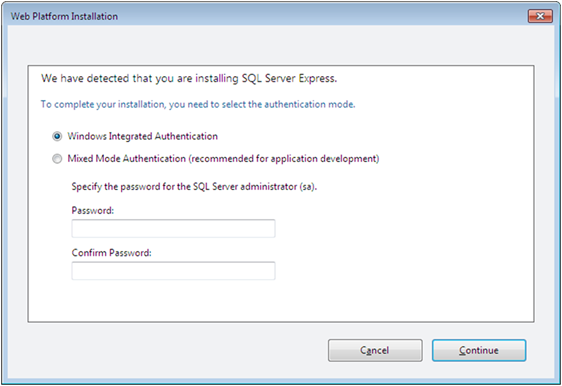 Web Platform Installation
We have detected that you are installing SQL Server Express.
To complete your installation, you need to select the authentication mode.
Windows Integrated Authentication
Mixed Mode Authentication (recommended for application development)
Specify the password for the SQL Server administrator (sa).
Password:
Confirm Password:
Cancel
Continue